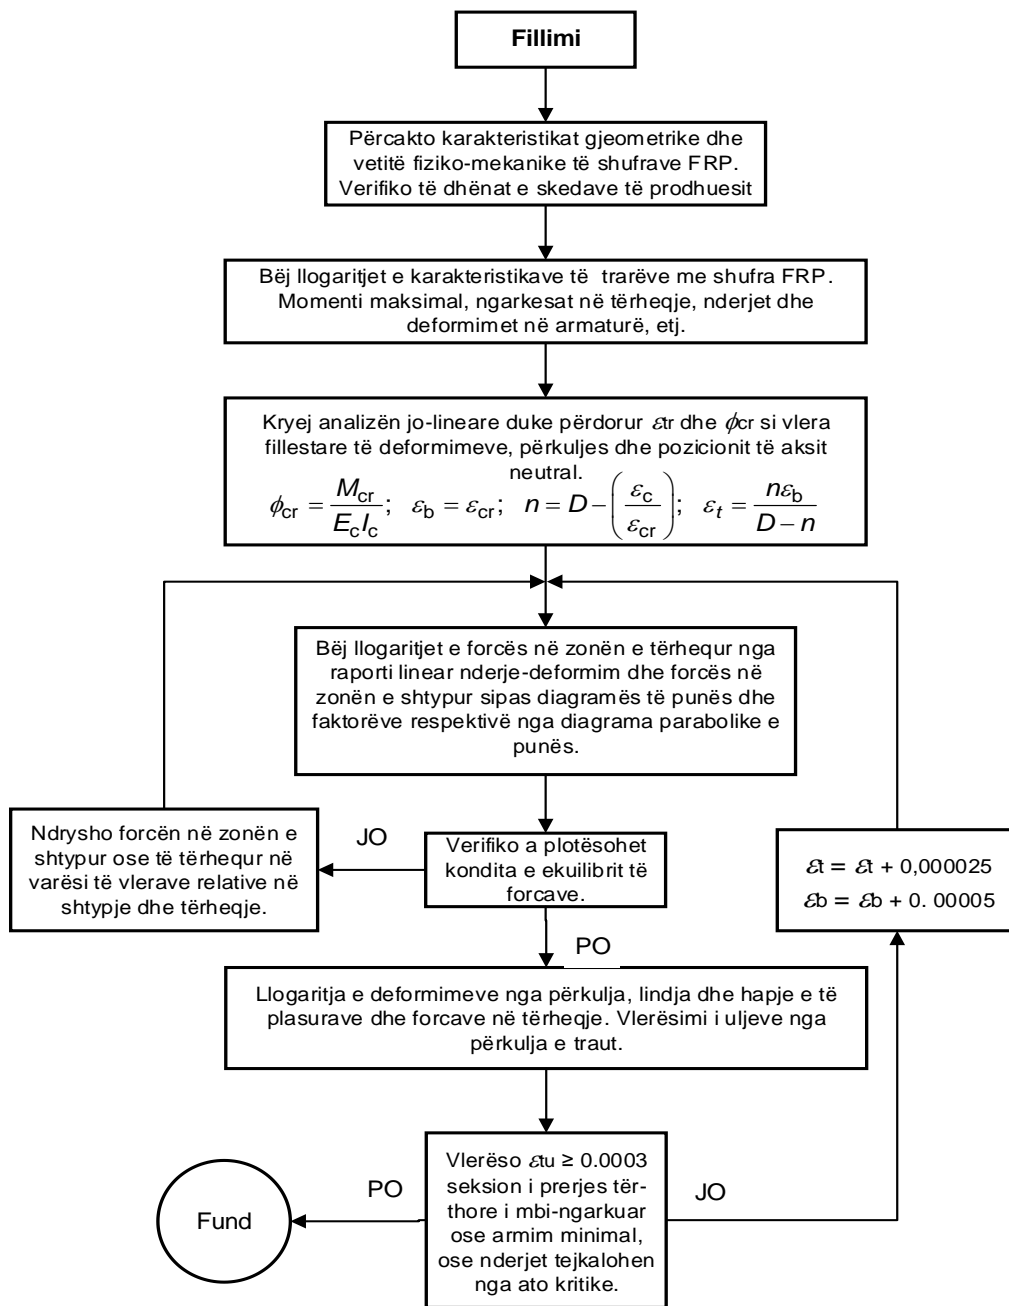 Fillimi
Përcakto karakteristikat gjeometrike dhe
vetitë fiziko-mekanike të shufrave FRP.
Verifiko të dhënat e skedave të prodhuesit
Bëj llogaritjet e karakteristikave të trarëve me shufra FRP.
Momenti maksimal, ngarkesat në tërheqje, nderjet dhe
deformimet në armaturë, etj.
Kryej analizën jo-lineare duke përdorur εtr dhe ϕcr si vlera
fillestare të deformimeve, përkuljes dhe pozicionit të aksit
neutral.
ϕcr = Mcr / EcIc; εb = εcr; n = D − (εc / εcr); εt = nεb / D − n
Bëj llogaritjet e forcës në zonën e tërhequr nga
raporti linear nderje-deformim dhe forcës në
zonën e shtypur sipas diagramës të punës dhe
faktorëve respektivë nga diagrama parabolike e
punës.
Ndrysho forcën në zonën e
shtypur ose të tërhequr në
varësi të vlerave relative në
shtypje dhe tërheqje.
JO
Verifiko a plotësohet
kondita e ekuilibrit të
forcave.
εt = εt + 0,000025
εb = εb + 0. 00005
PO
Llogaritja e deformimeve nga përkulja, lindja dhe hapje e të
plasurave dhe forcave në tërheqje. Vlerësimi i uljeve nga
përkulja e traut.
Vlerëso εtu ≥ 0.0003
seksion i prerjes tër-
thore i mbi-ngarkuar
ose armim minimal,
ose nderjet tejkalohen
nga ato kritike.
PO
JO
Fund